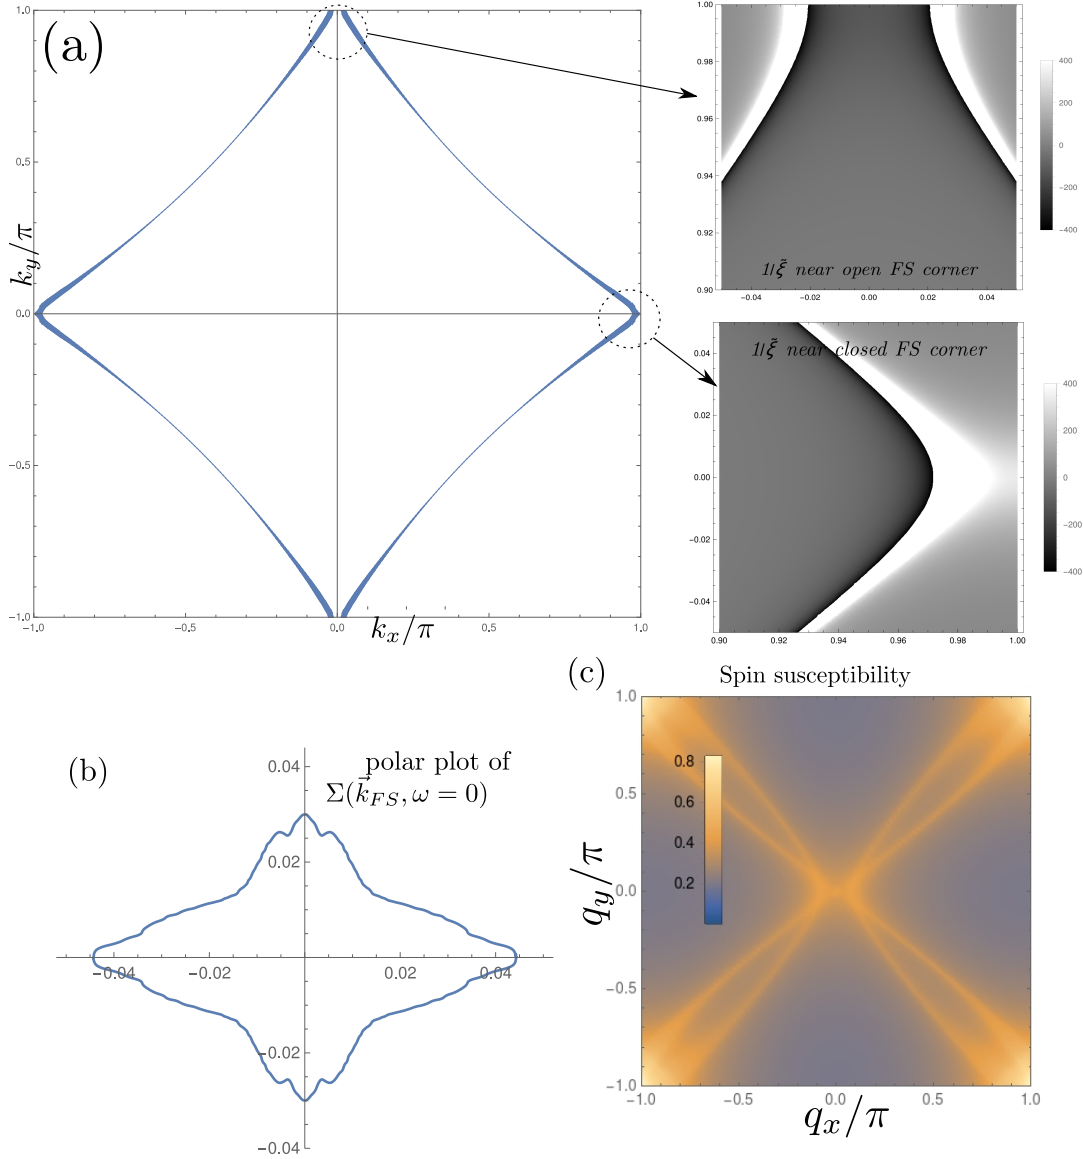 (a)
1.0
0.5
0.0
-0.5
-1.0
k_y/π
-1.0 -0.5 0.0 0.5 1.0
k_x/π
1.00
0.98
0.96
0.94
0.92
0.90
-0.04 -0.02 0.00 0.02 0.04
1/ξ̃ near open FS corner
400
200
0
-200
-400
1/ξ̃ near closed FS corner
0.04
0.02
0.00
-0.02
-0.04
0.90 0.92 0.94 0.96 0.98 1.00
400
200
0
-200
-400
(b)
polar plot of
Σ(k⃗_FS, ω = 0)
0.04
0.02
-0.02
-0.04
-0.04 -0.02 0.02 0.04
(c)
Spin susceptibility
1.0
0.5
0.0
-0.5
-1.0
q_y/π
0.8
0.6
0.4
0.2
-1.0 -0.5 0.0 0.5 1.0
q_x/π